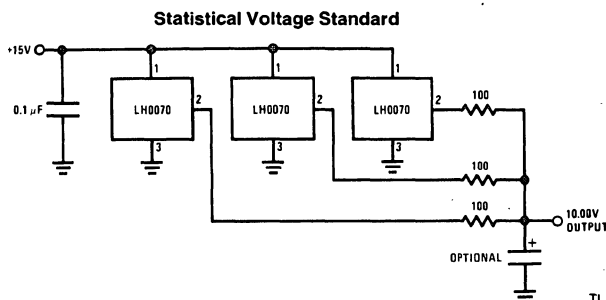 Statistical Voltage Standard
+15V
1
1
1
0.1 µF
LH0070
2
LH0070
2
LH0070
2
100
3
3
3
100
100
10.00V
OUTPUT
OPTIONAL
+
TL